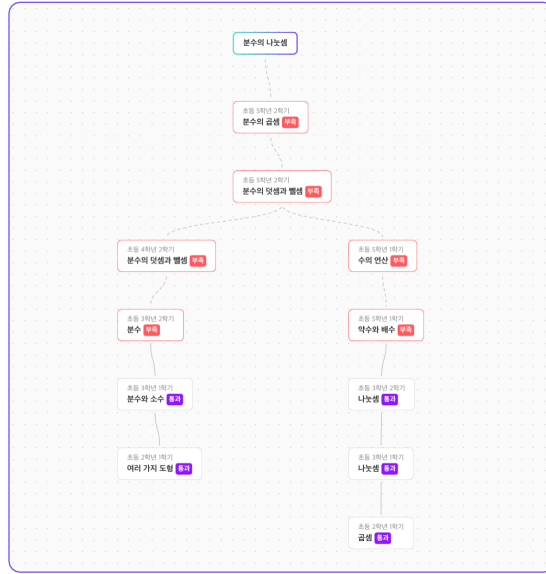 분수의 나눗셈
초등 5학년 2학기
분수의 곱셈 부족
초등 5학년 2학기
분수의 덧셈과 뺄셈 부족
초등 4학년 2학기
분수의 덧셈과 뺄셈 부족
초등 5학년 1학기
수의 연산 부족
초등 3학년 2학기
분수 부족
초등 5학년 1학기
약수와 배수 부족
초등 3학년 1학기
분수와 소수 통과
초등 3학년 2학기
나눗셈 통과
초등 2학년 1학기
여러 가지 도형 통과
초등 3학년 1학기
나눗셈 통과
초등 2학년 1학기
곱셈 통과